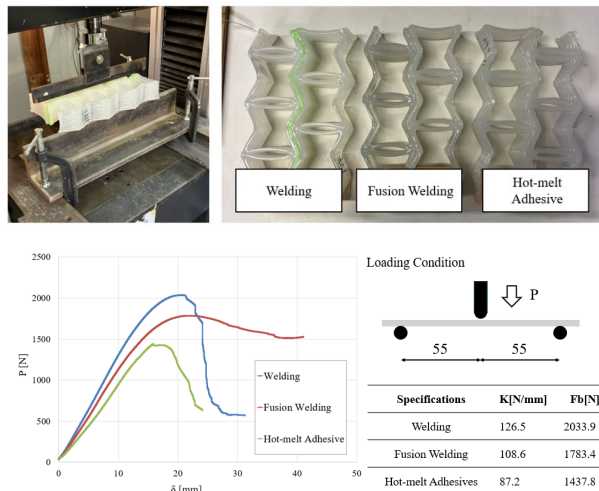 Welding
Fusion Welding
Hot-melt
Adhesive
2500
2000
1500
1000
500
0
P [N]
0 10 20 30 40 50
δ [mm]
Welding
Fusion Welding
Hot-melt Adhesive
Loading Condition
P
55 55
Specifications K[N/mm] Fb[N]
Welding 126.5 2033.9
Fusion Welding 108.6 1783.4
Hot-melt Adhesives 87.2 1437.8